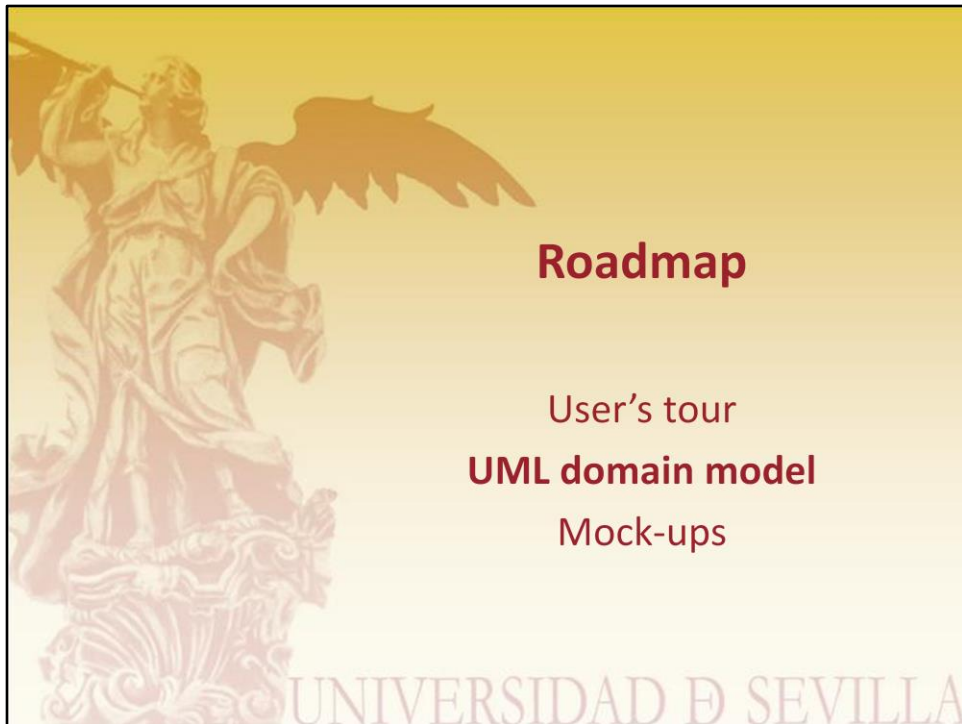 Roadmap
User’s tour
UML domain model
Mock-ups
UNIVERSIDAD Đ SEVILLA